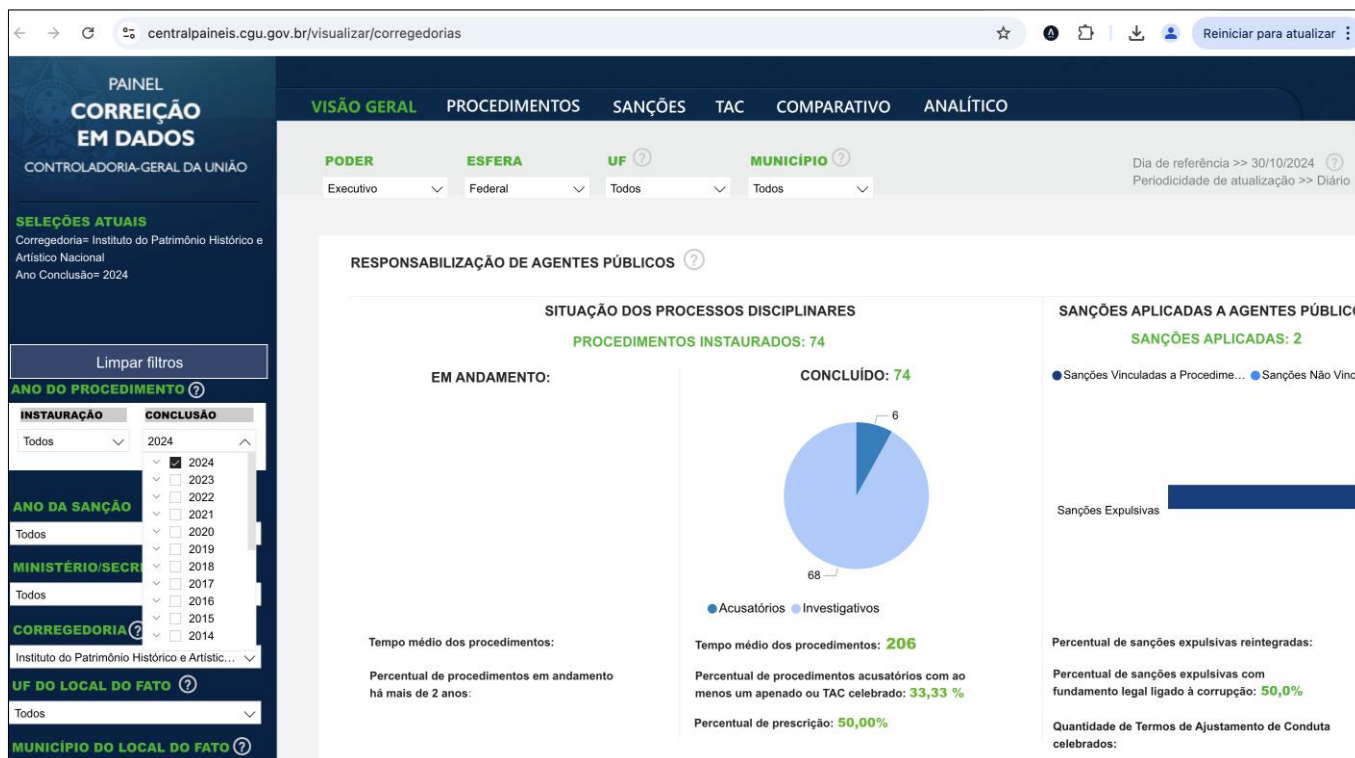 centralpaineis.cgu.gov.br/visualizar/corregedorias
Reiniciar para atualizar
PAINEL
CORREIÇÃO
EM DADOS
CONTROLADORIA-GERAL DA UNIÃO
VISÃO GERAL PROCEDIMENTOS SANÇÕES TAC COMPARATIVO ANALÍTICO
PODER ESFERA UF ? MUNICÍPIO ?
Executivo Federal Todos Todos
Dia de referência >> 30/10/2024 ?
Periodicidade de atualização >> Diário
SELEÇÕES ATUAIS
Corregedoria= Instituto do Patrimônio Histórico e
Artístico Nacional
Ano Conclusão= 2024
Limpar filtros
ANO DO PROCEDIMENTO ?
INSTAURAÇÃO CONCLUSÃO
Todos 2024
2024
2023
2022
2021
2020
2019
2018
2017
2016
2015
2014
ANO DA SANÇÃO
Todos
MINISTÉRIO/SECR
Todos
CORREGEDORIA ?
Instituto do Patrimônio Histórico e Artístic...
UF DO LOCAL DO FATO ?
Todos
MUNICÍPIO DO LOCAL DO FATO ?
RESPONSABILIZAÇÃO DE AGENTES PÚBLICOS ?
SITUAÇÃO DOS PROCESSOS DISCIPLINARES
PROCEDIMENTOS INSTAURADOS: 74
EM ANDAMENTO:
Tempo médio dos procedimentos:
Percentual de procedimentos em andamento
há mais de 2 anos:
CONCLUÍDO: 74
6
68
Acusatórios Investigativos
Tempo médio dos procedimentos: 206
Percentual de procedimentos acusatórios com ao
menos um apenado ou TAC celebrado: 33,33 %
Percentual de prescrição: 50,00%
SANÇÕES APLICADAS A AGENTES PÚBLICO
SANÇÕES APLICADAS: 2
Sanções Vinculadas a Procedime... Sanções Não Vinc
Sanções Expulsivas
Percentual de sanções expulsivas reintegradas:
Percentual de sanções expulsivas com
fundamento legal ligado à corrupção: 50,0%
Quantidade de Termos de Ajustamento de Conduta
celebrados: